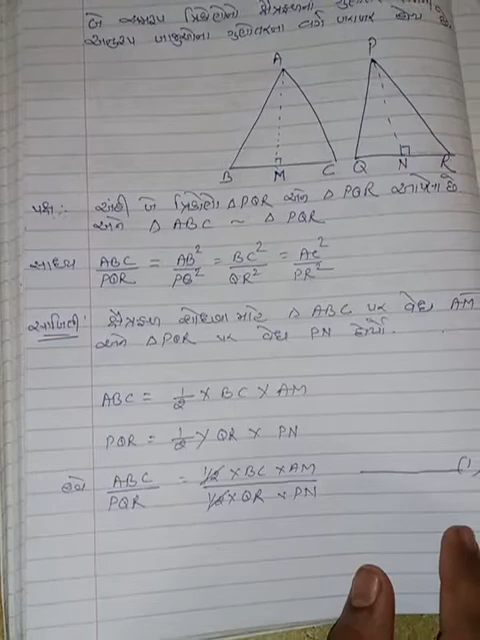 બે સમરૂપ ત્રિકોણોના ક્ષેત્રફળનો
અનુરૂપ બાજુઓના ગુણોત્તરના વર્ગ બરાબર હોય છે.
A
P
B M C Q N R
પક્ષ :- અહીં બે ત્રિકોણો △PQR અને △ PQR આપેલા છે
અને △ ABC ~ △ PQR
સાધ્ય ABC/PQR = AB²/PQ² = BC²/QR² = AC²/PR²
સાબિતી: ક્ષેત્રફળ શોધવા માટે △ ABC પર વેધ AM
અને △PQR પર વેધ PN દોર્યો.
ABC = 1/2 × BC × AM
PQR = 1/2 × QR × PN
હવે ABC/PQR = 1/2 × BC × AM / 1/2 × QR × PN (1)